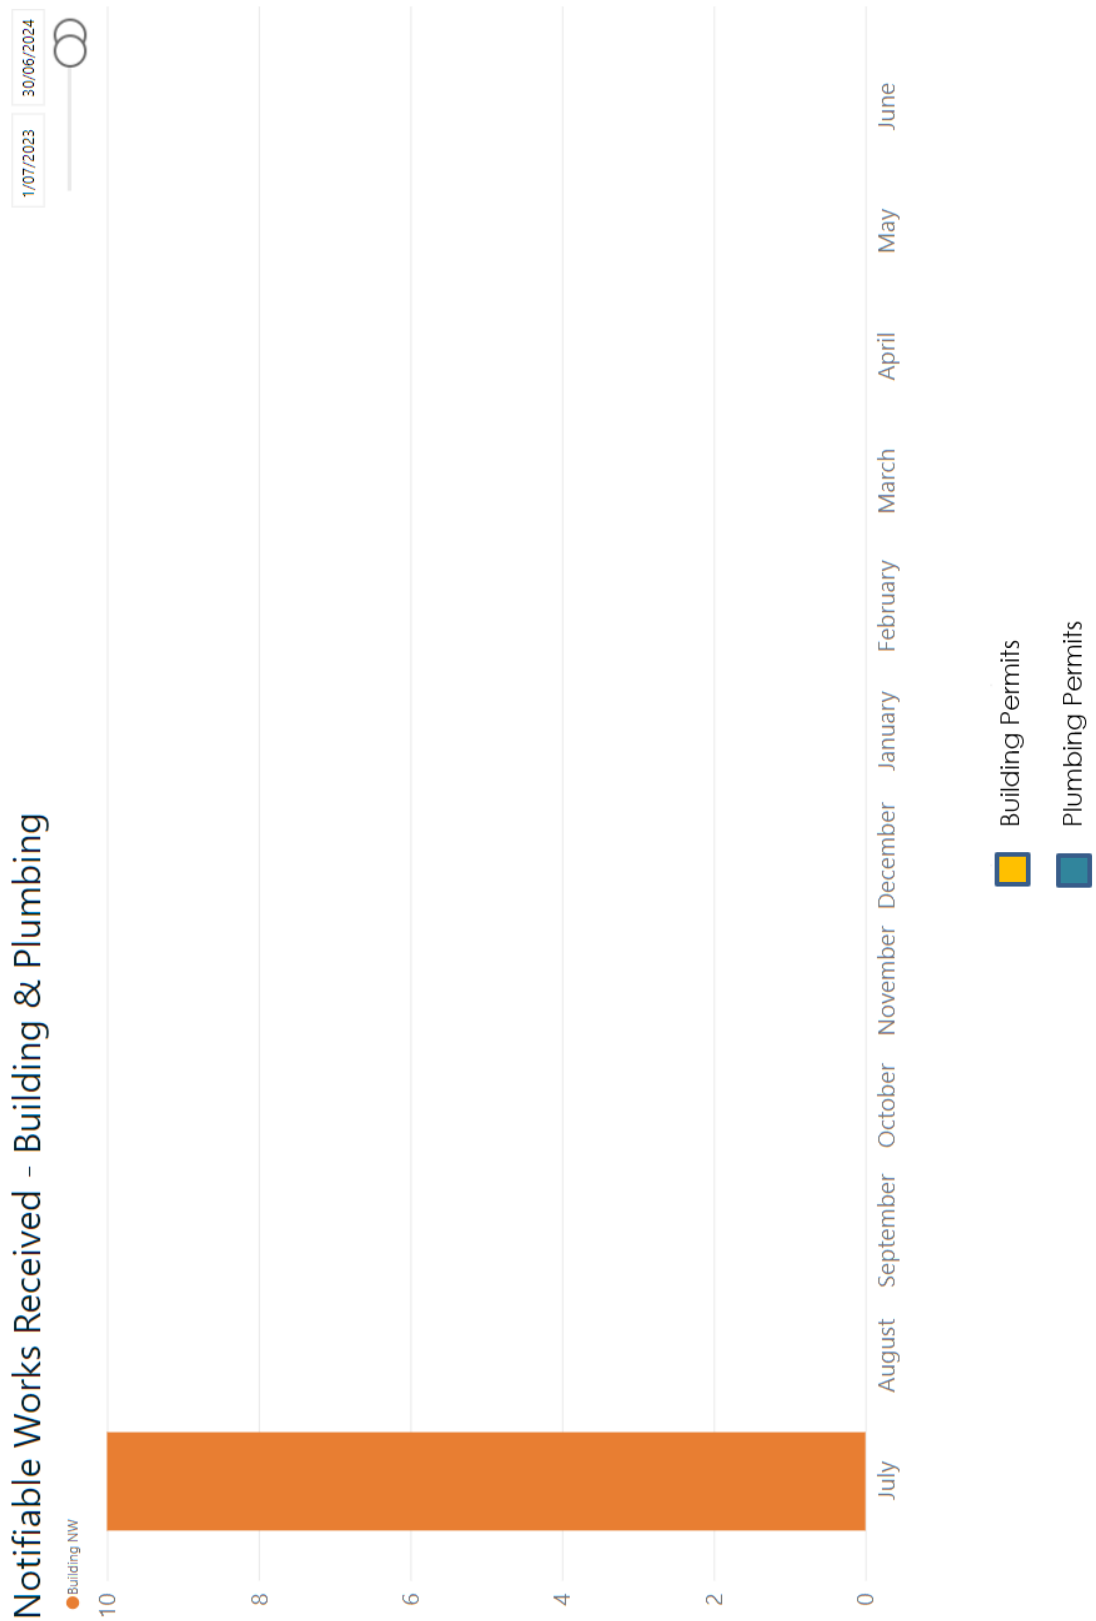 Notifiable Works Received - Building & Plumbing
1/07/2023 30/06/2024
Building NW
10
8
6
4
2
0
July August September October November December January February March April May June
Building Permits
Plumbing Permits